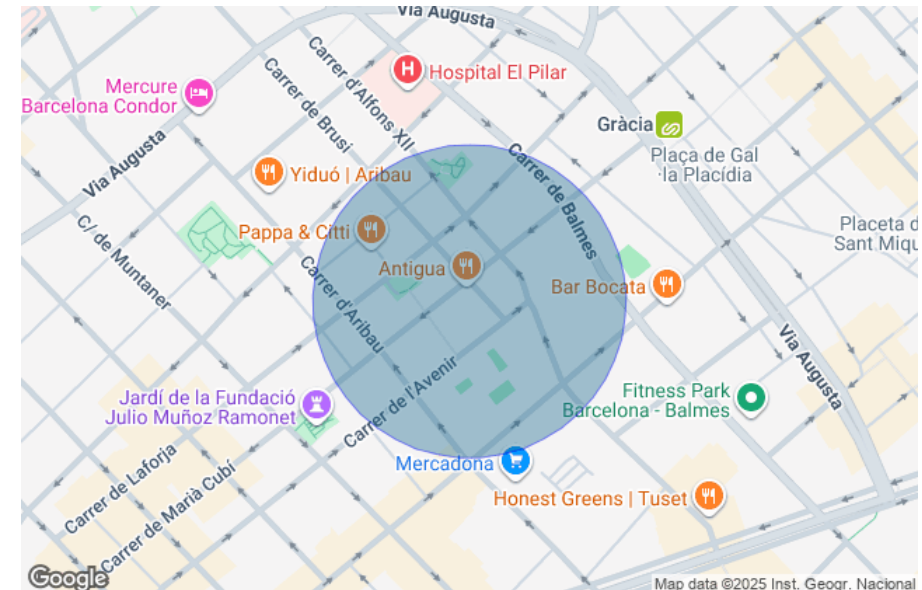 Via Augusta
Hospital El Pilar
Mercure
Barcelona Condor
Carrer d'Alfons XII
Carrer de Brusi
Gràcia
Plaça de Gal
·la Placídia
Via Augusta
Yiduó | Aribau
Carrer de Balmes
C/ de Muntaner
Pappa & Citti
Placeta d
Sant Miqu
Antigua
Bar Bocata
Carrer d'Aribau
Via Augusta
Carrer de l'Avenir
Jardí de la Fundació
Julio Muñoz Ramonet
Fitness Park
Barcelona - Balmes
Carrer de Laforja
Mercadona
Carrer de Marià Cubí
Honest Greens | Tuset
Google
Map data ©2025 Inst. Geogr. Nacional